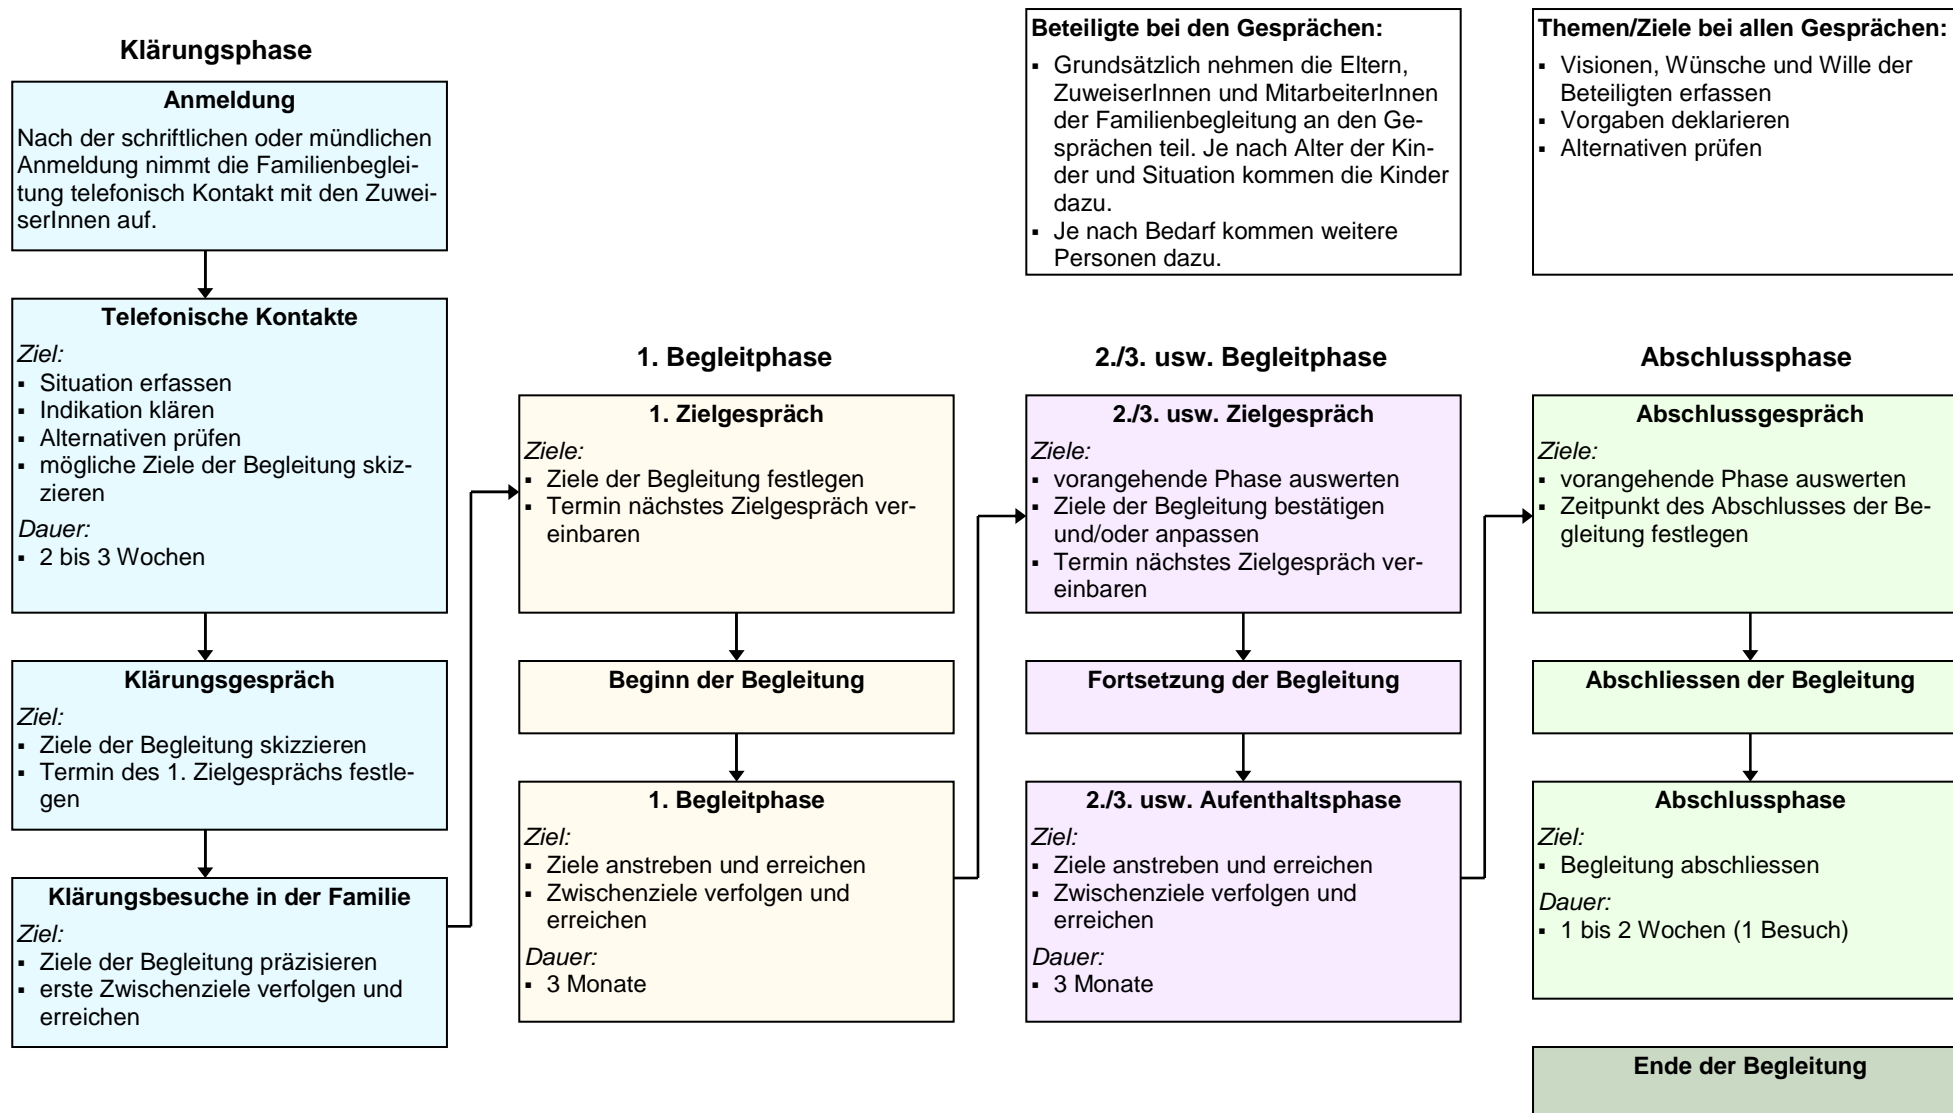 Klärungsphase
Anmeldung
Nach der schriftlichen oder mündlichen
Anmeldung nimmt die Familienbeglei-
tung telefonisch Kontakt mit den Zuwei-
serInnen auf.
Telefonische Kontakte
Ziel:
▪ Situation erfassen
▪ Indikation klären
▪ Alternativen prüfen
▪ mögliche Ziele der Begleitung skiz-
zieren
Dauer:
▪ 2 bis 3 Wochen
Klärungsgespräch
Ziel:
▪ Ziele der Begleitung skizzieren
▪ Termin des 1. Zielgesprächs festle-
gen
Klärungsbesuche in der Familie
Ziel:
▪ Ziele der Begleitung präzisieren
▪ erste Zwischenziele verfolgen und
erreichen
1. Begleitphase
1. Zielgespräch
Ziele:
▪ Ziele der Begleitung festlegen
▪ Termin nächstes Zielgespräch ver-
einbaren
Beginn der Begleitung
1. Begleitphase
Ziel:
▪ Ziele anstreben und erreichen
▪ Zwischenziele verfolgen und
erreichen
Dauer:
▪ 3 Monate
Beteiligte bei den Gesprächen:
▪ Grundsätzlich nehmen die Eltern,
ZuweiserInnen und MitarbeiterInnen
der Familienbegleitung an den Ge-
sprächen teil. Je nach Alter der Kin-
der und Situation kommen die Kinder
dazu.
▪ Je nach Bedarf kommen weitere
Personen dazu.
2./3. usw. Begleitphase
2./3. usw. Zielgespräch
Ziele:
▪ vorangehende Phase auswerten
▪ Ziele der Begleitung bestätigen
und/oder anpassen
▪ Termin nächstes Zielgespräch ver-
einbaren
Fortsetzung der Begleitung
2./3. usw. Aufenthaltsphase
Ziel:
▪ Ziele anstreben und erreichen
▪ Zwischenziele verfolgen und
erreichen
Dauer:
▪ 3 Monate
Themen/Ziele bei allen Gesprächen:
▪ Visionen, Wünsche und Wille der
Beteiligten erfassen
▪ Vorgaben deklarieren
▪ Alternativen prüfen
Abschlussphase
Abschlussgespräch
Ziele:
▪ vorangehende Phase auswerten
▪ Zeitpunkt des Abschlusses der Be-
gleitung festlegen
Abschliessen der Begleitung
Abschlussphase
Ziel:
▪ Begleitung abschliessen
Dauer:
▪ 1 bis 2 Wochen (1 Besuch)
Ende der Begleitung